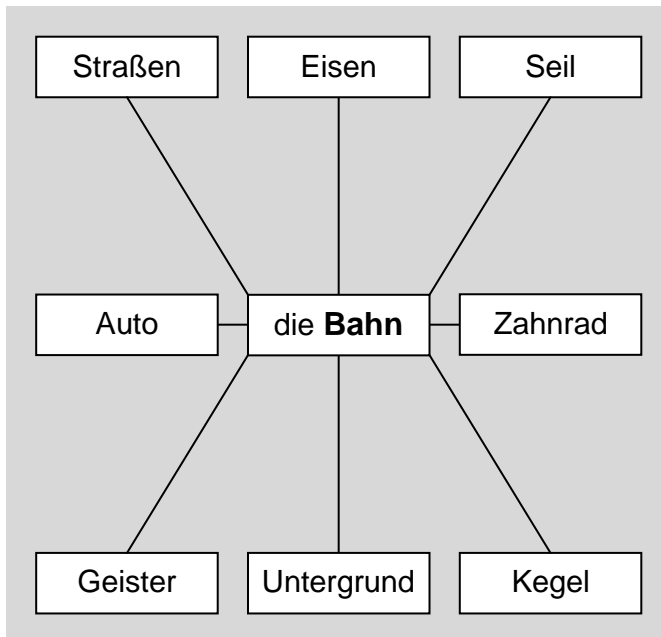 Straßen
Eisen
Seil
Auto
die Bahn
Zahnrad
Geister
Untergrund
Kegel